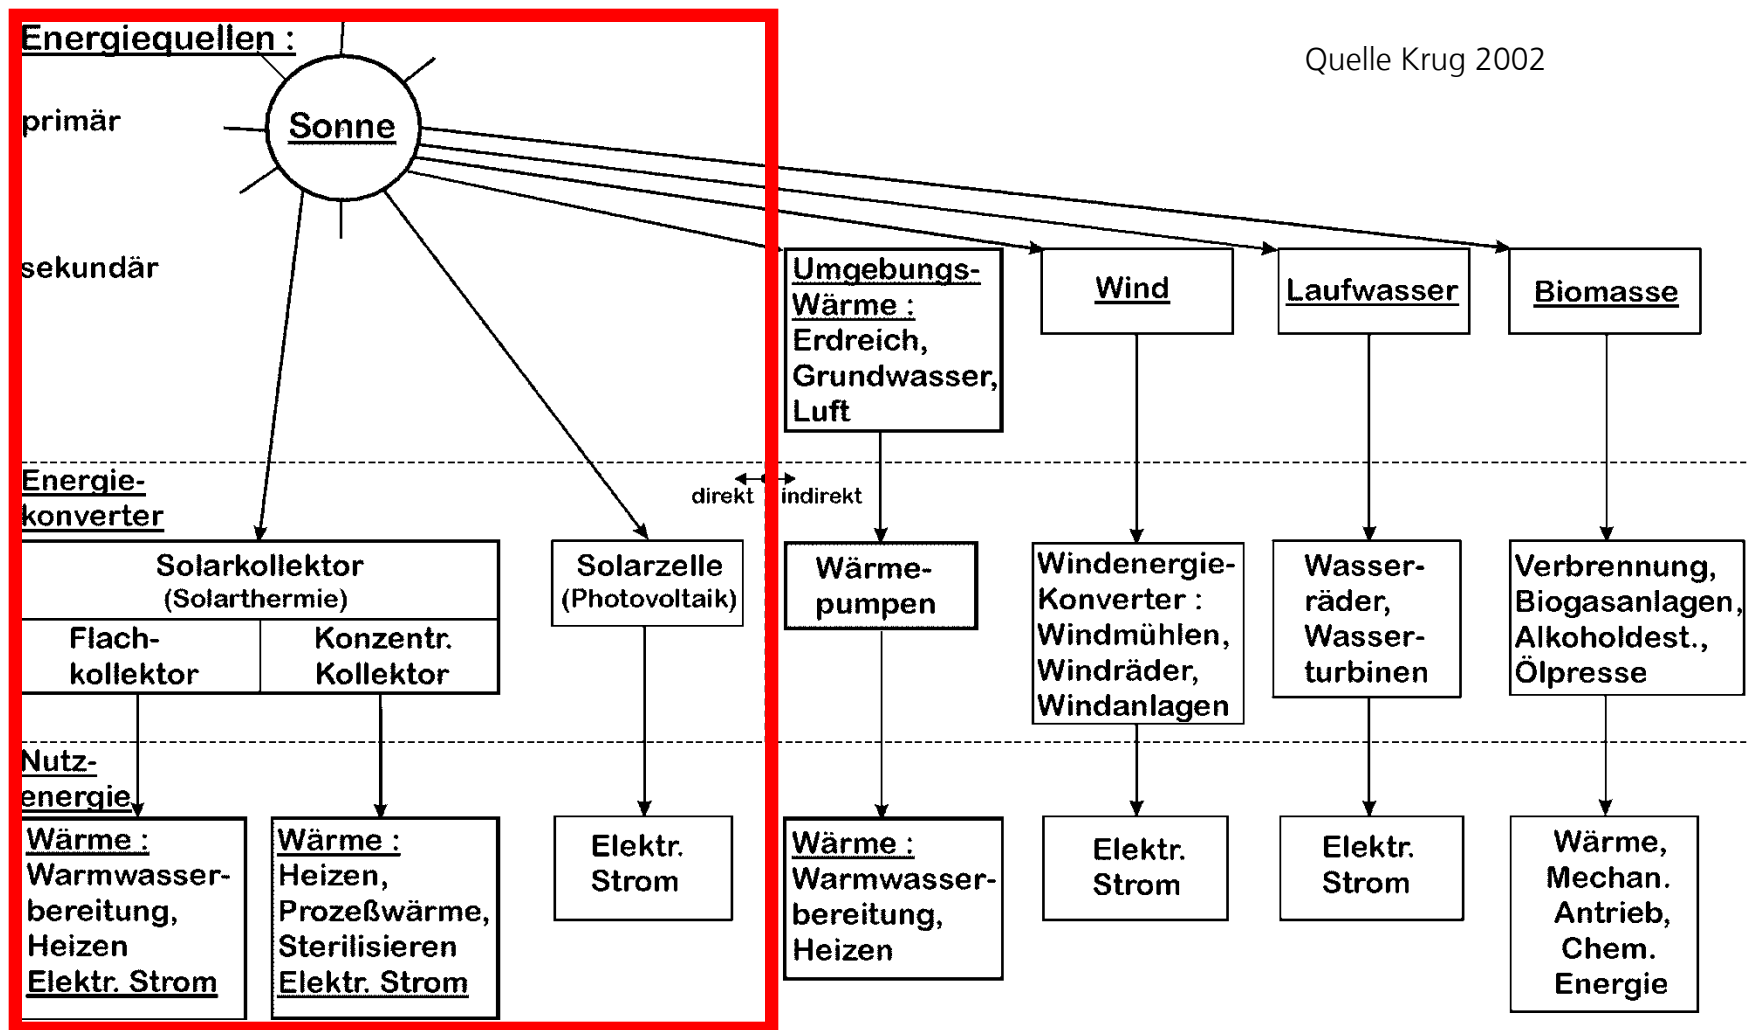 Energiequellen :
Quelle Krug 2002
primär
Sonne
sekundär
Umgebungs-
Wärme :
Erdreich,
Grundwasser,
Luft
Wind
Laufwasser
Biomasse
Energie-
konverter
direkt
indirekt
Solarkollektor
(Solarthermie)
Flach-
kollektor
Konzentr.
Kollektor
Solarzelle
(Photovoltaik)
Wärme-
pumpen
Windenergie-
Konverter :
Windmühlen,
Windräder,
Windanlagen
Wasser-
räder,
Wasser-
turbinen
Verbrennung,
Biogasanlagen,
Alkoholdest.,
Ölpresse
Nutz-
energie
Wärme :
Warmwasser-
bereitung,
Heizen
Elektr. Strom
Wärme :
Heizen,
Prozeßwärme,
Sterilisieren
Elektr. Strom
Elektr.
Strom
Wärme :
Warmwasser-
bereitung,
Heizen
Elektr.
Strom
Elektr.
Strom
Wärme,
Mechan.
Antrieb,
Chem.
Energie